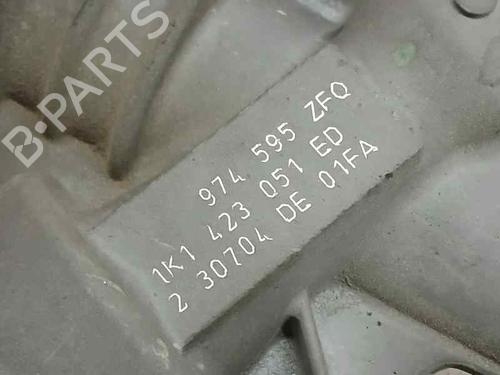 B-PARTS
974 595 ZFQ
1K1 423 051 ED
2 30704 DE 01FA